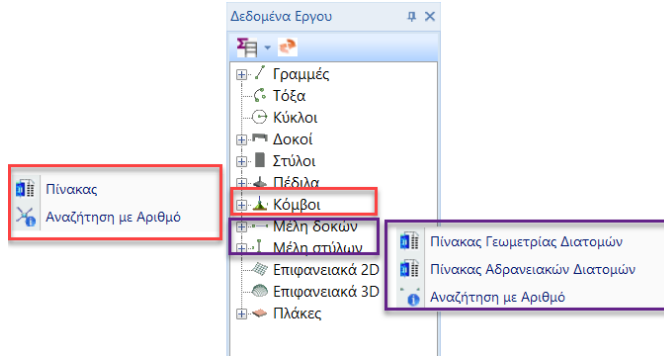 Δεδομένα Εργου
Γραμμές
Τόξα
Κύκλοι
Δοκοί
Στύλοι
Πέδιλα
Κόμβοι
Μέλη δοκών
Μέλη στύλων
Επιφανειακά 2D
Επιφανειακά 3D
Πλάκες
Πίνακας
Αναζήτηση με Αριθμό
Πίνακας Γεωμετρίας Διατομών
Πίνακας Αδρανειακών Διατομών
Αναζήτηση με Αριθμό